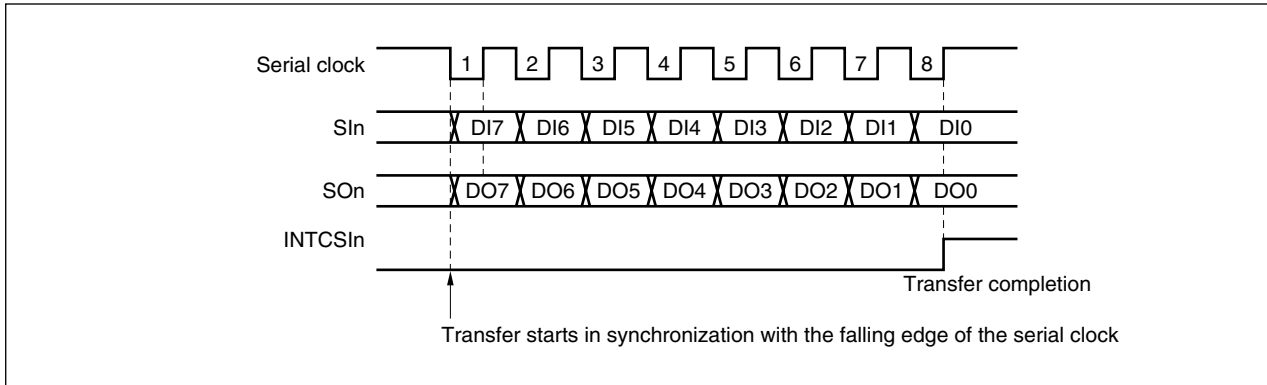 Serial clock 1 2 3 4 5 6 7 8
SIn DI7 DI6 DI5 DI4 DI3 DI2 DI1 DI0
SOn DO7 DO6 DO5 DO4 DO3 DO2 DO1 DO0
INTCSIn
Transfer completion
Transfer starts in synchronization with the falling edge of the serial clock